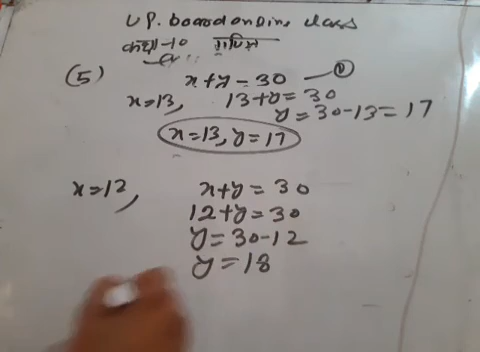 U.P. board online class
कक्षा-10 गणित
(5) x+y=30
x=13, 13+y=30
y=30-13=17
x=13, y=17
x=12, x+y=30
12+y=30
y=30-12
y=18